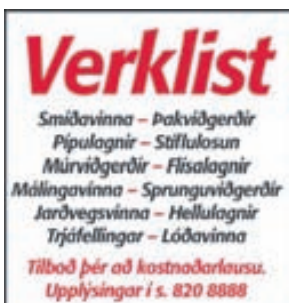 Verklist
Smíðavinna – Þakviðgerðir
Pípulagnir – Stíflulosun
Múrviðgerðir – Flísalagnir
Málingavinna – Sprunguviðgerðir
Jarðvegsvinna – Hellulagnir
Trjáfellingar – Lóðavinna
Tilboð þér að kostnaðarlausu.
Upplýsingar í s. 820 8888